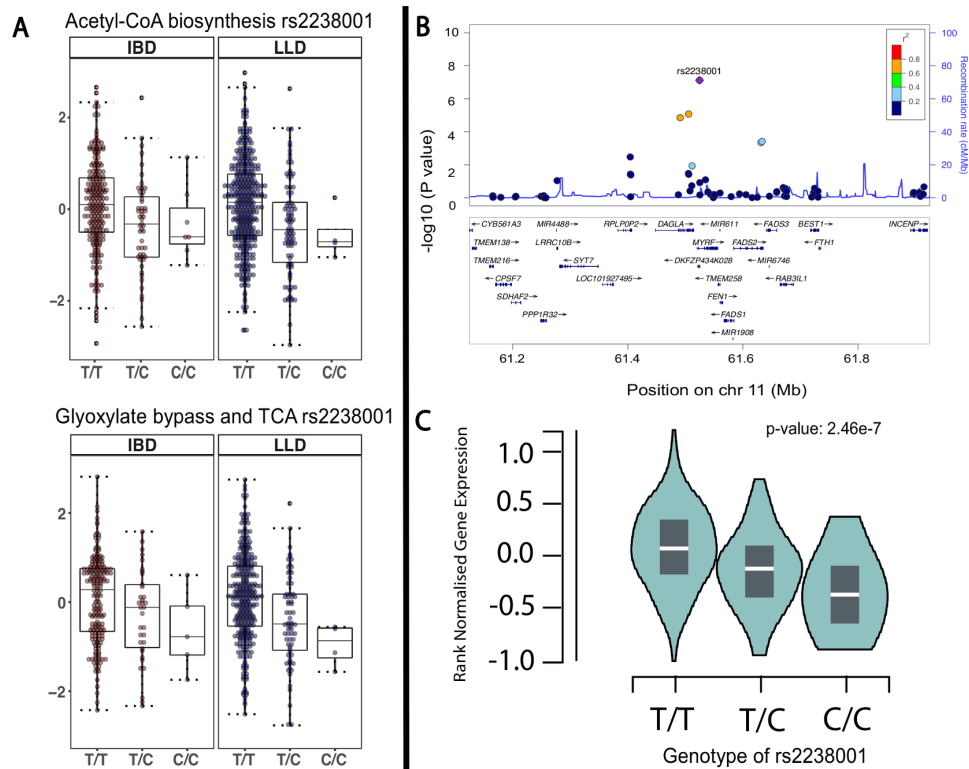 A
Acetyl-CoA biosynthesis rs2238001
IBD
LLD
2
0
−2
T/T
T/C
C/C
T/T
T/C
C/C
Glyoxylate bypass and TCA rs2238001
IBD
LLD
2
0
−2
T/T
T/C
C/C
T/T
T/C
C/C
B
10
8
6
4
2
0
-log10 (P value)
rs2238001
r²
0.8
0.6
0.4
0.2
100
80
60
40
20
0
Recombination rate (cM/Mb)
←CYB561A3
MIR4488→
RPLP0P2→
DAGLA→
←MIR611
←FADS3
BEST1→
INCENP→
←TMEM138
LRRC10B→
MYRF→
FADS2→
←FTH1
TMEM216→
←SYT7
←DKFZP434K028
←MIR6746
←CPSF7
LOC101927495→
←TMEM258
←RAB3IL1
SDHAF2→
FEN1→
PPP1R32→
←FADS1
←MIR1908
61.2
61.4
61.6
61.8
Position on chr 11 (Mb)
C
p-value: 2.46e-7
Rank Normalised Gene Expression
1.0
0.5
0.0
-0.5
-1.0
T/T
T/C
C/C
Genotype of rs2238001